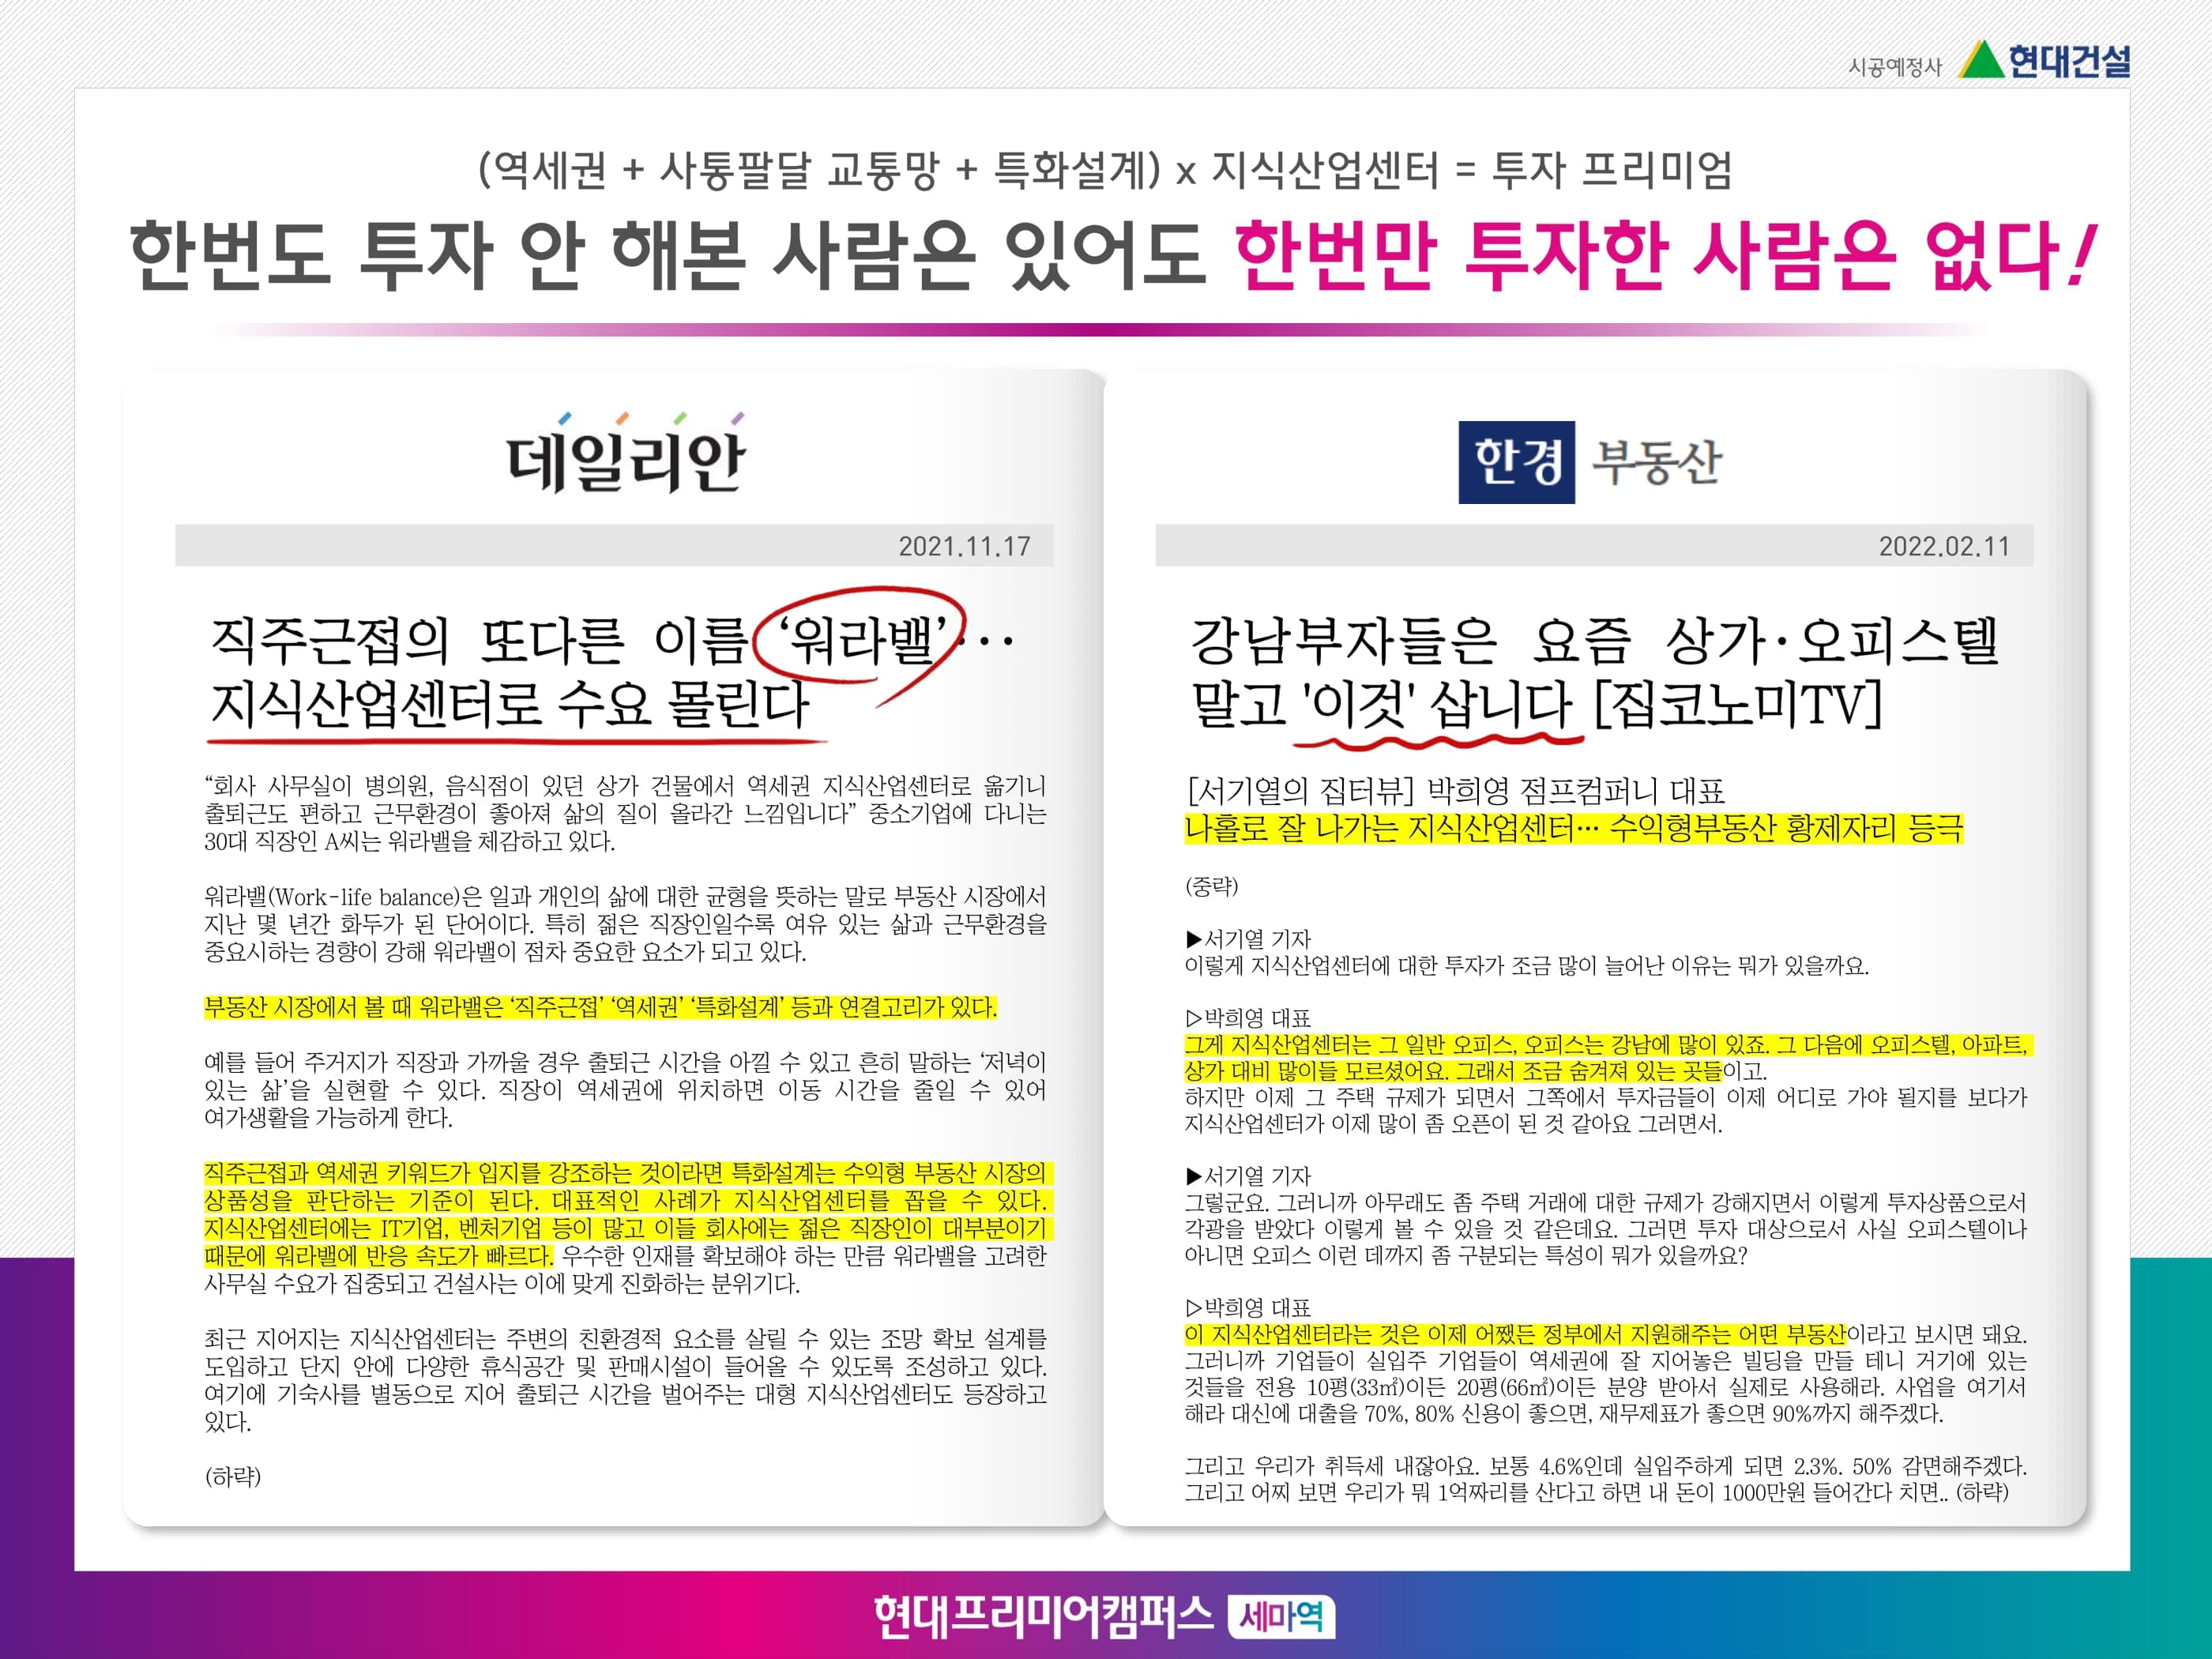 시공예정사 현대건설
(역세권 + 사통팔달 교통망 + 특화설계) x 지식산업센터 = 투자 프리미엄
한번도 투자 안 해본 사람은 있어도 한번만 투자한 사람은 없다!
데일리안
2021.11.17
직주근접의 또다른 이름 ‘워라밸’…
지식산업센터로 수요 몰린다
“회사 사무실이 병의원, 음식점이 있던 상가 건물에서 역세권 지식산업센터로 옮기니
출퇴근도 편하고 근무환경이 좋아져 삶의 질이 올라간 느낌입니다” 중소기업에 다니는
30대 직장인 A씨는 워라밸을 체감하고 있다.
워라밸(Work-life balance)은 일과 개인의 삶에 대한 균형을 뜻하는 말로 부동산 시장에서
지난 몇 년간 화두가 된 단어이다. 특히 젊은 직장인일수록 여유 있는 삶과 근무환경을
중요시하는 경향이 강해 워라밸이 점차 중요한 요소가 되고 있다.
부동산 시장에서 볼 때 워라밸은 ‘직주근접’ ‘역세권’ ‘특화설계’ 등과 연결고리가 있다.
예를 들어 주거지가 직장과 가까울 경우 출퇴근 시간을 아낄 수 있고 흔히 말하는 ‘저녁이
있는 삶’을 실현할 수 있다. 직장이 역세권에 위치하면 이동 시간을 줄일 수 있어
여가생활을 가능하게 한다.
직주근접과 역세권 키워드가 입지를 강조하는 것이라면 특화설계는 수익형 부동산 시장의
상품성을 판단하는 기준이 된다. 대표적인 사례가 지식산업센터를 꼽을 수 있다.
지식산업센터에는 IT기업, 벤처기업 등이 많고 이들 회사에는 젊은 직장인이 대부분이기
때문에 워라밸에 반응 속도가 빠르다. 우수한 인재를 확보해야 하는 만큼 워라밸을 고려한
사무실 수요가 집중되고 건설사는 이에 맞게 진화하는 분위기다.
최근 지어지는 지식산업센터는 주변의 친환경적 요소를 살릴 수 있는 조망 확보 설계를
도입하고 단지 안에 다양한 휴식공간 및 판매시설이 들어올 수 있도록 조성하고 있다.
여기에 기숙사를 별동으로 지어 출퇴근 시간을 벌어주는 대형 지식산업센터도 등장하고
있다.
(하략)
한경 부동산
2022.02.11
강남부자들은 요즘 상가·오피스텔
말고 '이것' 삽니다 [집코노미TV]
[서기열의 집터뷰] 박희영 점프컴퍼니 대표
나홀로 잘 나가는 지식산업센터… 수익형부동산 황제자리 등극
(중략)
▶서기열 기자
이렇게 지식산업센터에 대한 투자가 조금 많이 늘어난 이유는 뭐가 있을까요.
▷박희영 대표
그게 지식산업센터는 그 일반 오피스, 오피스는 강남에 많이 있죠. 그 다음에 오피스텔, 아파트,
상가 대비 많이들 모르셨어요. 그래서 조금 숨겨져 있는 곳들이고.
하지만 이제 그 주택 규제가 되면서 그쪽에서 투자금들이 이제 어디로 가야 될지를 보다가
지식산업센터가 이제 많이 좀 오픈이 된 것 같아요 그러면서.
▶서기열 기자
그렇군요. 그러니까 아무래도 좀 주택 거래에 대한 규제가 강해지면서 이렇게 투자상품으로서
각광을 받았다 이렇게 볼 수 있을 것 같은데요. 그러면 투자 대상으로서 사실 오피스텔이나
아니면 오피스 이런 데까지 좀 구분되는 특성이 뭐가 있을까요?
▷박희영 대표
이 지식산업센터라는 것은 이제 어쨌든 정부에서 지원해주는 어떤 부동산이라고 보시면 돼요.
그러니까 기업들이 실입주 기업들이 역세권에 잘 지어놓은 빌딩을 만들 테니 거기에 있는
것들을 전용 10평(33㎡)이든 20평(66㎡)이든 분양 받아서 실제로 사용해라. 사업을 여기서
해라 대신에 대출을 70%, 80% 신용이 좋으면, 재무제표가 좋으면 90%까지 해주겠다.
그리고 우리가 취득세 내잖아요. 보통 4.6%인데 실입주하게 되면 2.3%. 50% 감면해주겠다.
그리고 어찌 보면 우리가 뭐 1억짜리를 산다고 하면 내 돈이 1000만원 들어간다 치면.. (하략)
현대프리미어캠퍼스 세마역